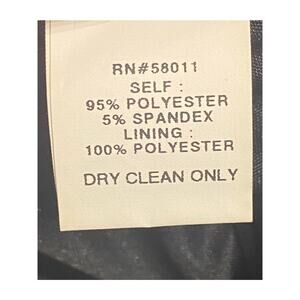 RN#58011
SELF :
95% POLYESTER
5% SPANDEX
LINING :
100% POLYESTER
DRY CLEAN ONLY